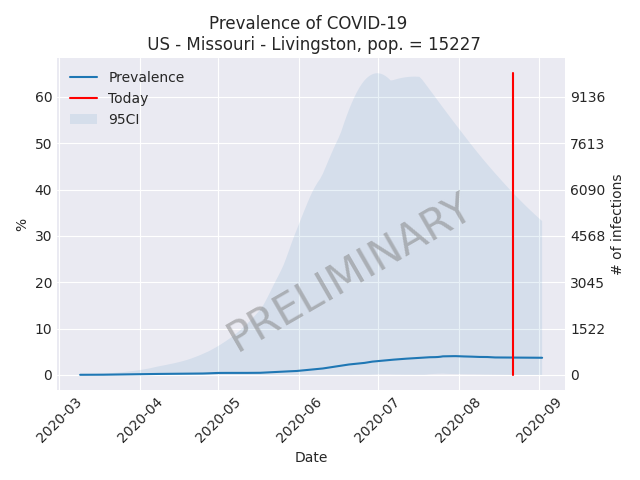 Prevalence of COVID-19
US - Missouri - Livingston, pop. = 15227
Prevalence
Today
95CI
60
50
40
30
20
10
0
%
9136
7613
6090
4568
3045
1522
0
# of infections
PRELIMINARY
2020-03
2020-04
2020-05
2020-06
2020-07
2020-08
2020-09
Date